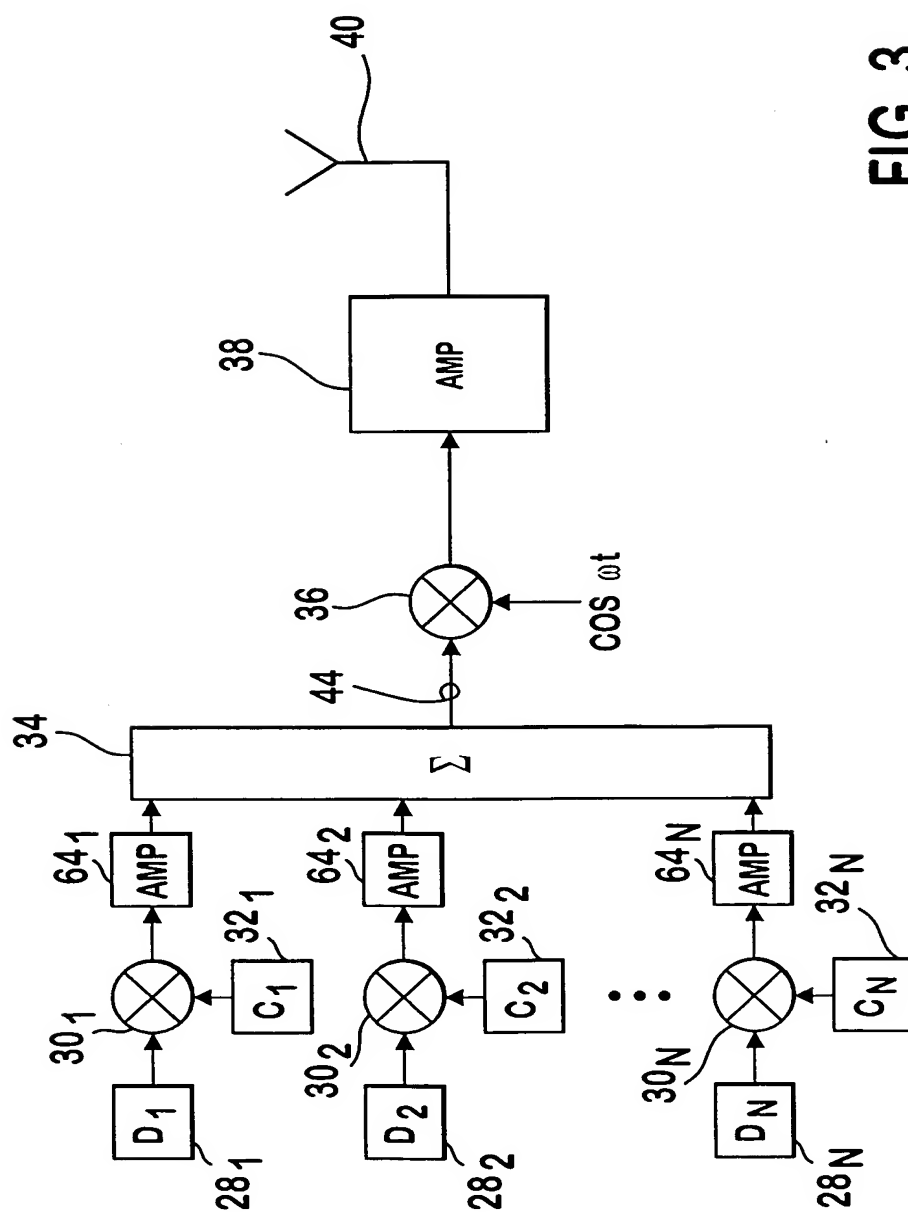 34
64₁
AMP
30₁
32₁
D₁
C₁
28₁
64₂
AMP
30₂
32₂
D₂
C₂
28₂
64N
AMP
30N
32N
DN
CN
28N
Σ
44
36
COS ωt
38
AMP
40
FIG. 3